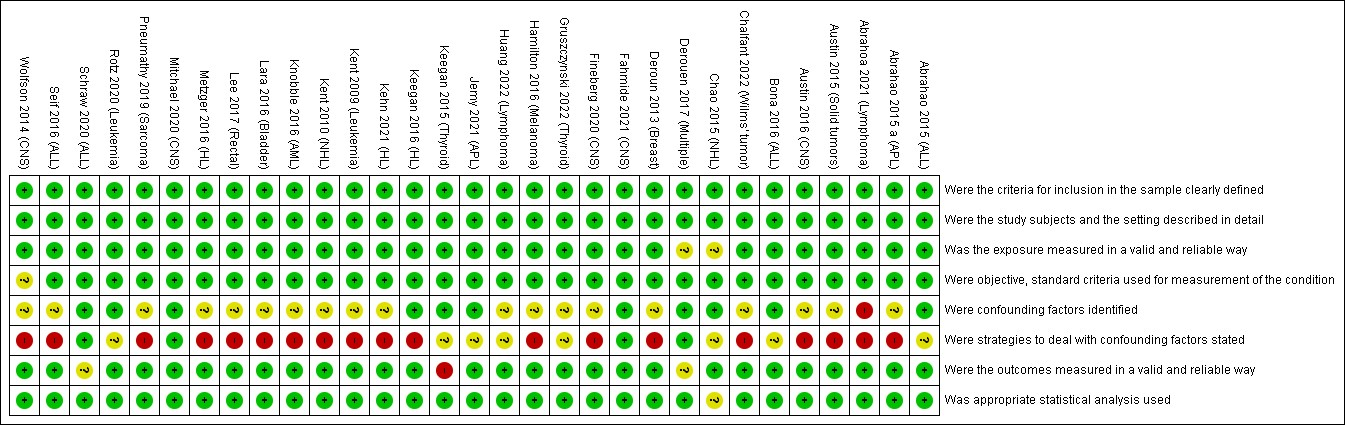 Wolfson 2014 (CNS)
Seif 2016 (ALL)
Schraw 2020 (ALL)
Rotz 2020 (Leukemia)
Pneumathy 2019 (Sarcoma)
Mitchael 2020 (CNS)
Metzger 2016 (HL)
Lee 2017 (Rectal)
Lara 2016 (Bladder)
Knobble 2016 (AML)
Kent 2010 (NHL)
Kent 2009 (Leukemia)
Kehn 2021 (HL)
Keegan 2016 (HL)
Keegan 2015 (Thyroid)
Jemy 2021 (APL)
Huang 2022 (Lymphoma)
Hamilton 2016 (Melanoma)
Gruszczynski 2022 (Thyroid)
Fineberg 2020 (CNS)
Fahmide 2021 (CNS)
Deroun 2013 (Breast)
Derouen 2017 (Multiple)
Chao 2015 (NHL)
Chalfant 2022 (Wilms' tumor)
Bona 2016 (ALL)
Austin 2016 (CNS)
Austin 2015 (Solid tumors)
Abrahoa 2021 (Lymphoma)
Abrahao 2015 a (APL)
Abrahao 2015 (ALL)
Were the criteria for inclusion in the sample clearly defined
Were the study subjects and the setting described in detail
Was the exposure measured in a valid and reliable way
Were objective, standard criteria used for measurement of the condition
Were confounding factors identified
Were strategies to deal with confounding factors stated
Were the outcomes measured in a valid and reliable way
Was appropriate statistical analysis used